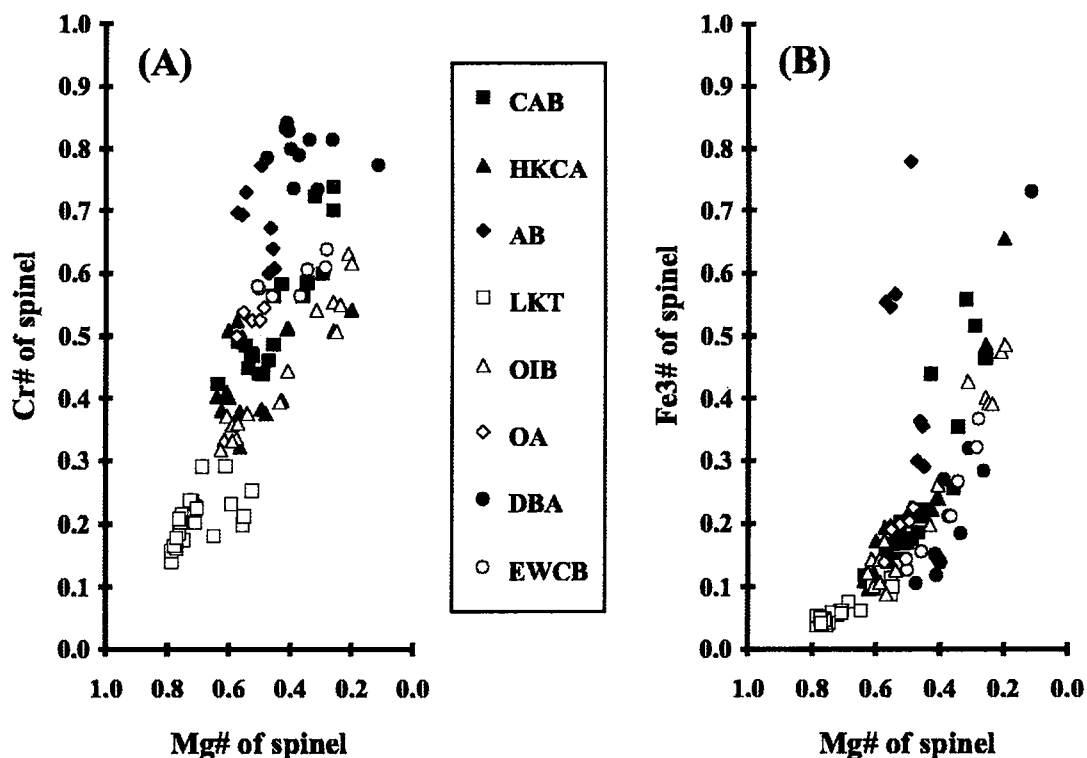 (A)
1.0
0.9
0.8
0.7
0.6
0.5
0.4
0.3
0.2
0.1
0.0
Cr# of spinel
1.0 0.8 0.6 0.4 0.2 0.0
Mg# of spinel
CAB
HKCA
AB
LKT
OIB
OA
DBA
EWCB
(B)
1.0
0.9
0.8
0.7
0.6
0.5
0.4
0.3
0.2
0.1
0.0
Fe3# of spinel
1.0 0.8 0.6 0.4 0.2 0.0
Mg# of spinel